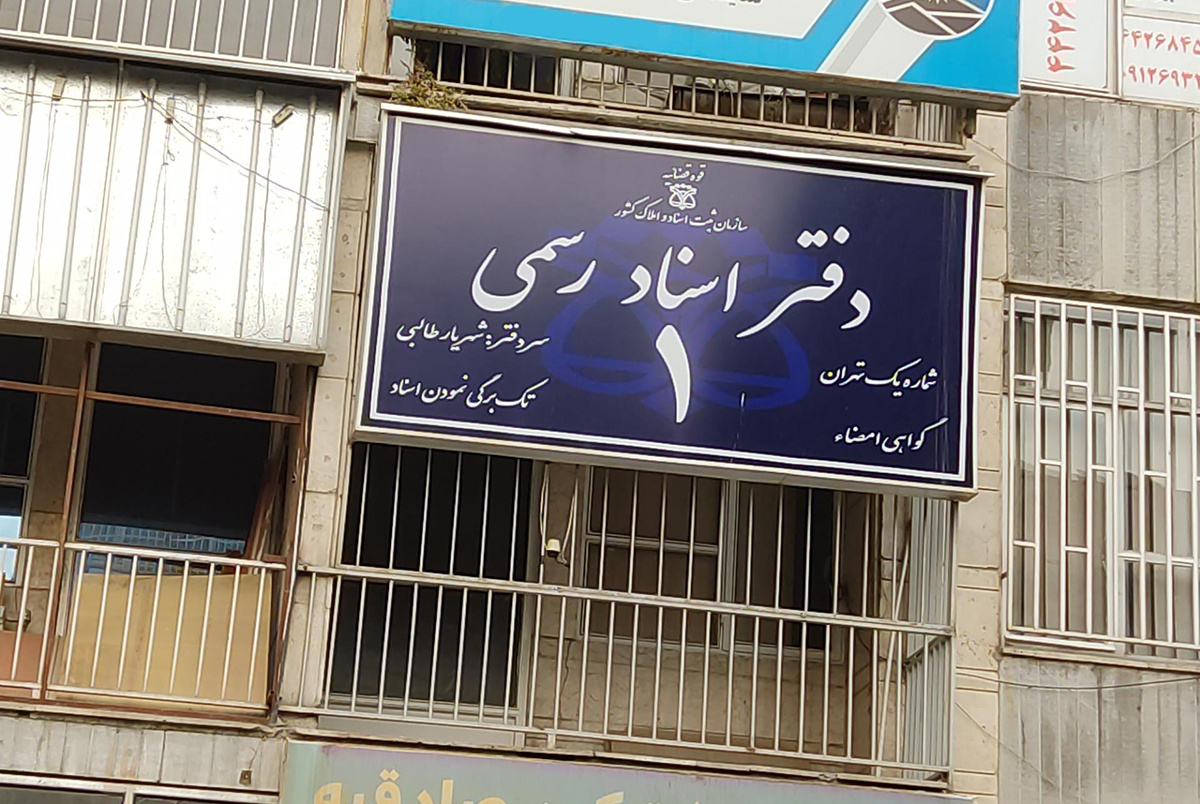 قوه قضائیه
سازمان ثبت اسناد و املاک کشور
دفتر اسناد رسمی
۱
شماره یک تهران
سردفتر: شهریار طالبی
گواهی امضاء
تک برگی نمودن اسناد
صادقیه